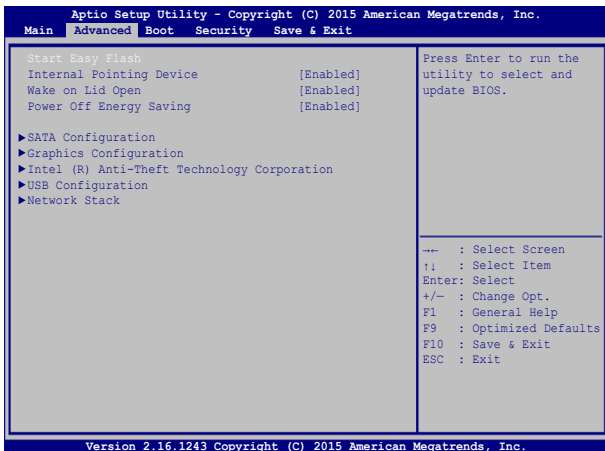 Aptio Setup Utility - Copyright (C) 2015 American Megatrends, Inc.
Main Advanced Boot Security Save & Exit
Start Easy Flash
Internal Pointing Device [Enabled]
Wake on Lid Open [Enabled]
Power Off Energy Saving [Enabled]
▶SATA Configuration
▶Graphics Configuration
▶Intel (R) Anti-Theft Technology Corporation
▶USB Configuration
▶Network Stack
Press Enter to run the
utility to select and
update BIOS.
→← : Select Screen
↑↓ : Select Item
Enter: Select
+/— : Change Opt.
F1 : General Help
F9 : Optimized Defaults
F10 : Save & Exit
ESC : Exit
Version 2.16.1243 Copyright (C) 2015 American Megatrends, Inc.